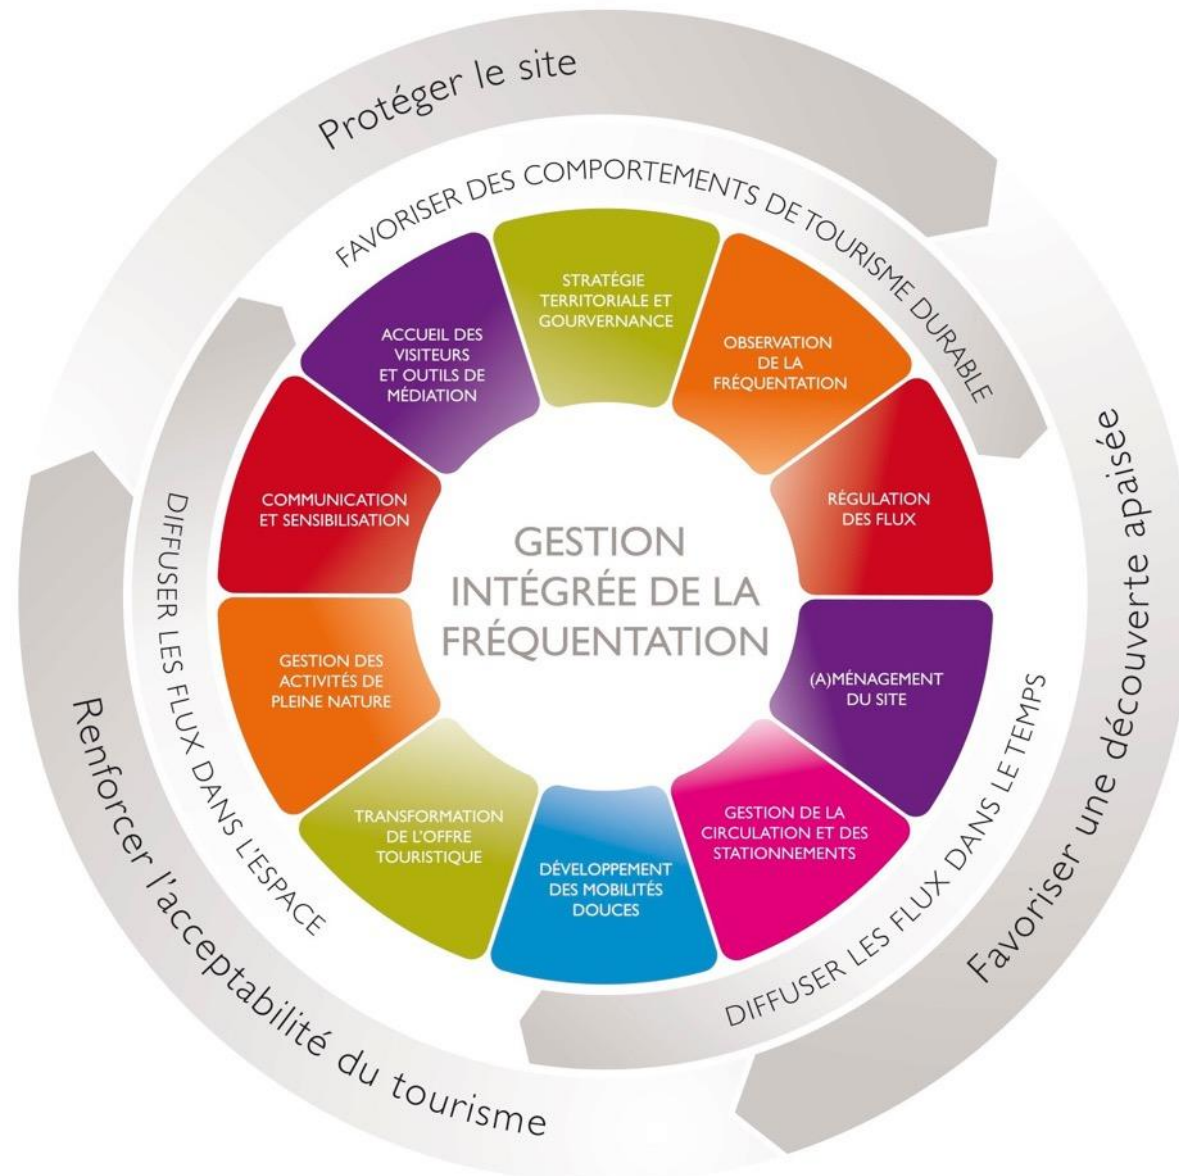 Protéger le site
Favoriser une découverte apaisée
Renforcer l'acceptabilité du tourisme
FAVORISER DES COMPORTEMENTS DE TOURISME DURABLE
DIFFUSER LES FLUX DANS LE TEMPS
DIFFUSER LES FLUX DANS L'ESPACE
STRATÉGIE
TERRITORIALE ET
GOURVERNANCE
OBSERVATION
DE LA
FRÉQUENTATION
RÉGULATION
DES FLUX
(A)MÉNAGEMENT
DU SITE
GESTION DE LA
CIRCULATION ET DES
STATIONNEMENTS
DÉVELOPPEMENT
DES MOBILITÉS
DOUCES
TRANSFORMATION
DE L'OFFRE
TOURISTIQUE
GESTION DES
ACTIVITÉS DE
PLEINE NATURE
COMMUNICATION
ET SENSIBILISATION
ACCUEIL DES
VISITEURS
ET OUTILS DE
MÉDIATION
GESTION
INTÉGRÉE DE LA
FRÉQUENTATION